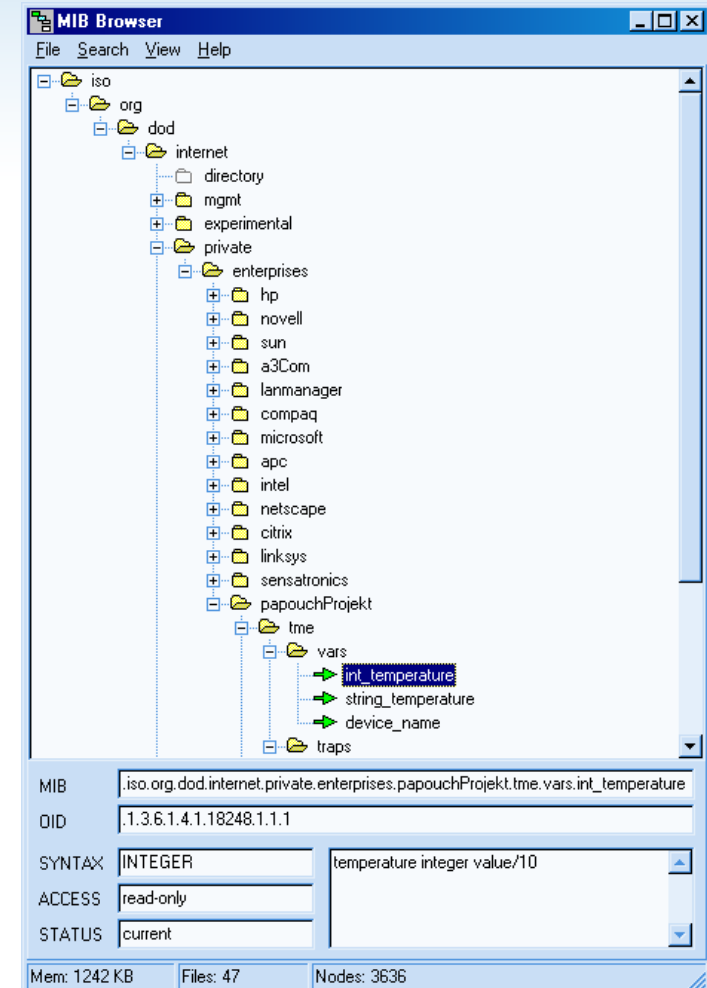 MIB Browser
File Search View Help
iso
org
dod
internet
directory
mgmt
experimental
private
enterprises
hp
novell
sun
a3Com
lanmanager
compaq
microsoft
apc
intel
netscape
citrix
linksys
sensatronics
papouchProjekt
tme
vars
int_temperature
string_temperature
device_name
traps
MIB .iso.org.dod.internet.private.enterprises.papouchProjekt.tme.vars.int_temperature
OID .1.3.6.1.4.1.18248.1.1.1
SYNTAX INTEGER temperature integer value/10
ACCESS read-only
STATUS current
Mem: 1242 KB Files: 47 Nodes: 3636